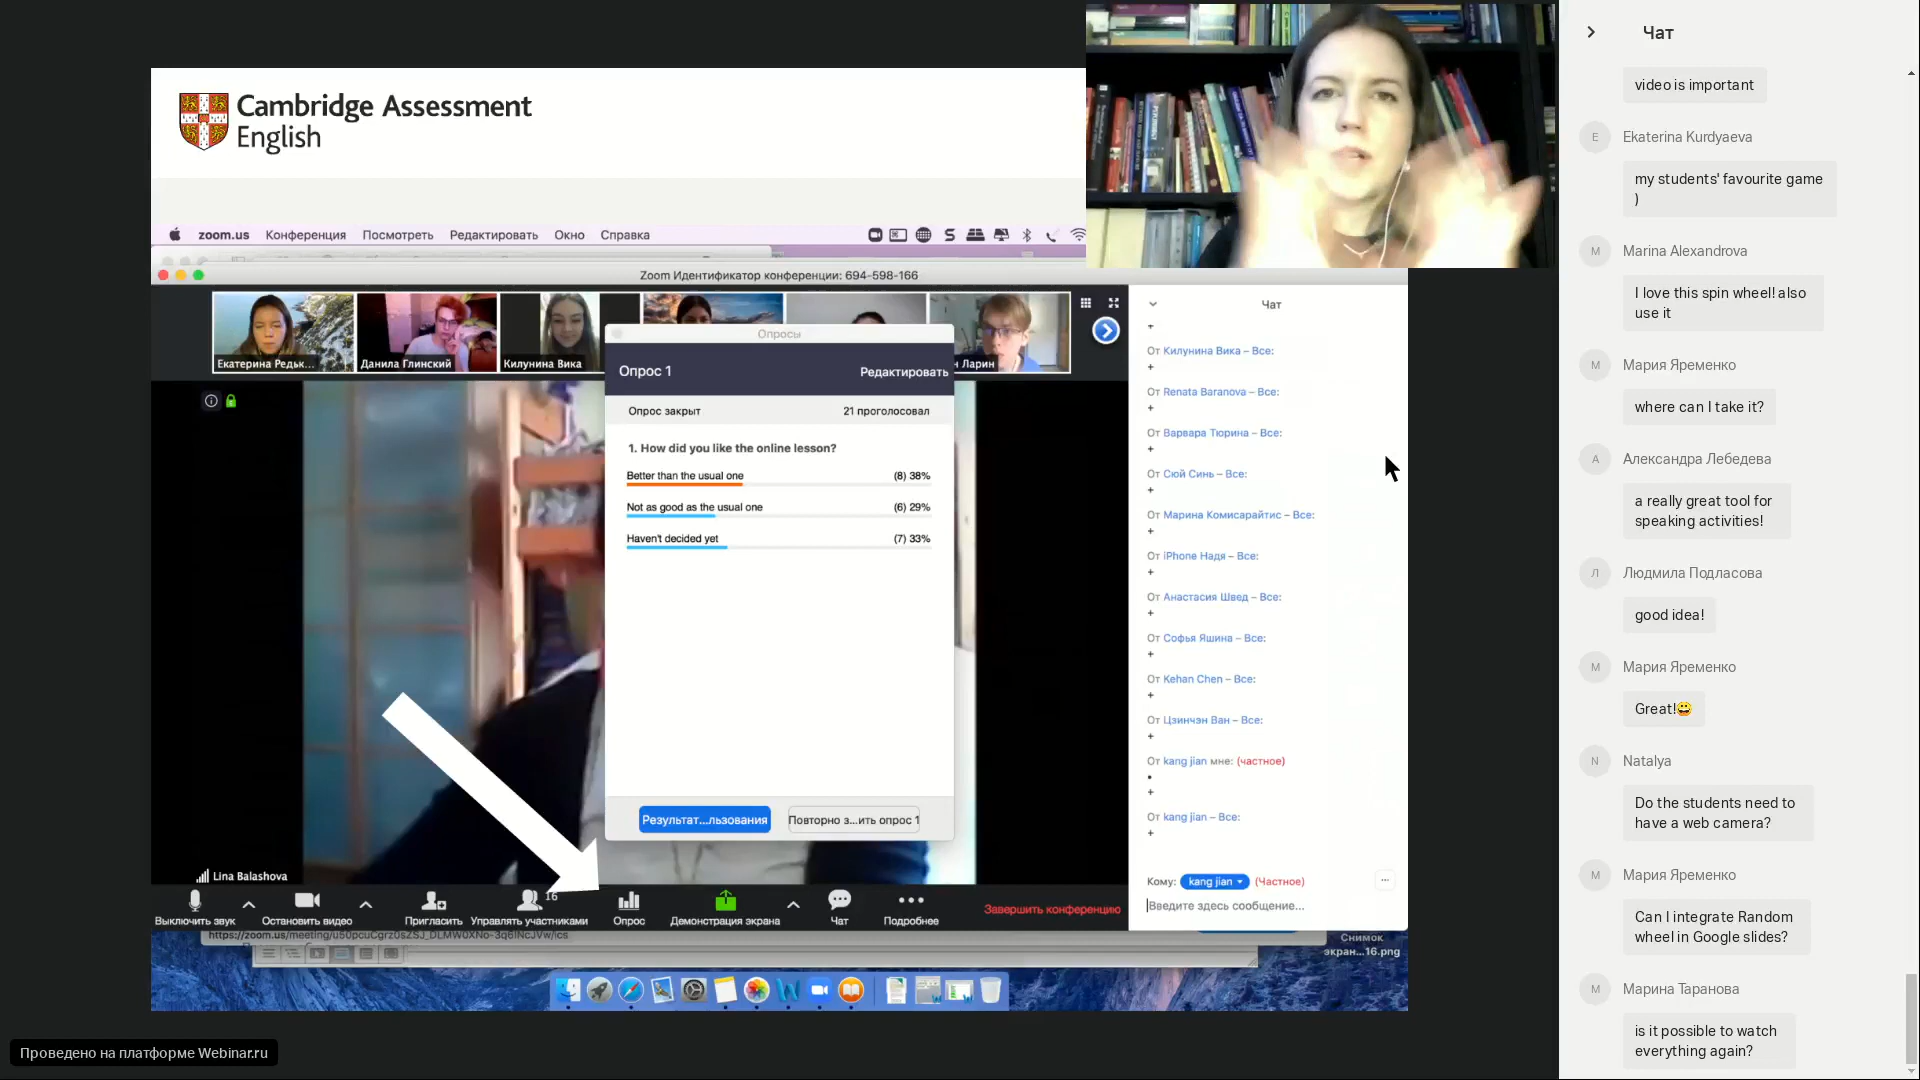 Cambridge Assessment
English
zoom.us Конференция Посмотреть Редактировать Окно Справка
Zoom Идентификатор конференции: 694-598-166
Екатерина Редьк...
Данила Глинский
Килунина Вика
н Ларин
Опросы
Опрос 1 Редактировать
Опрос закрыт 21 проголосовал
1. How did you like the online lesson?
Better than the usual one (8) 38%
Not as good as the usual one (6) 29%
Haven't decided yet (7) 33%
Результат...льзования Повторно з...ить опрос 1
Lina Balashova
16
Выключить звук Остановить видео Пригласить Управлять участниками Опрос Демонстрация экрана Чат Подробнее Завершить конференцию
Чат
+
От Килунина Вика – Все:
+
От Renata Baranova – Все:
+
От Варвара Тюрина – Все:
+
От Сюй Синь – Все:
+
От Марина Комисарайтис – Все:
+
От iPhone Надя – Все:
+
От Анастасия Швед – Все:
+
От Софья Яшина – Все:
+
От Kehan Chen – Все:
+
От Цзинчэн Ван – Все:
+
От kang jian мне: (частное)
+
От kang jian – Все:
+
Кому: kang jian (Частное)
Введите здесь сообщение...
Снимок
экран...16.png
Проведено на платформе Webinar.ru
Чат
video is important
E Ekaterina Kurdyaeva
my students' favourite game
)
M Marina Alexandrova
I love this spin wheel! also
use it
М Мария Яременко
where can I take it?
А Александра Лебедева
a really great tool for
speaking activities!
Л Людмила Подласова
good idea!
М Мария Яременко
Great!😀
N Natalya
Do the students need to
have a web camera?
М Мария Яременко
Can I integrate Random
wheel in Google slides?
М Марина Таранова
is it possible to watch
everything again?